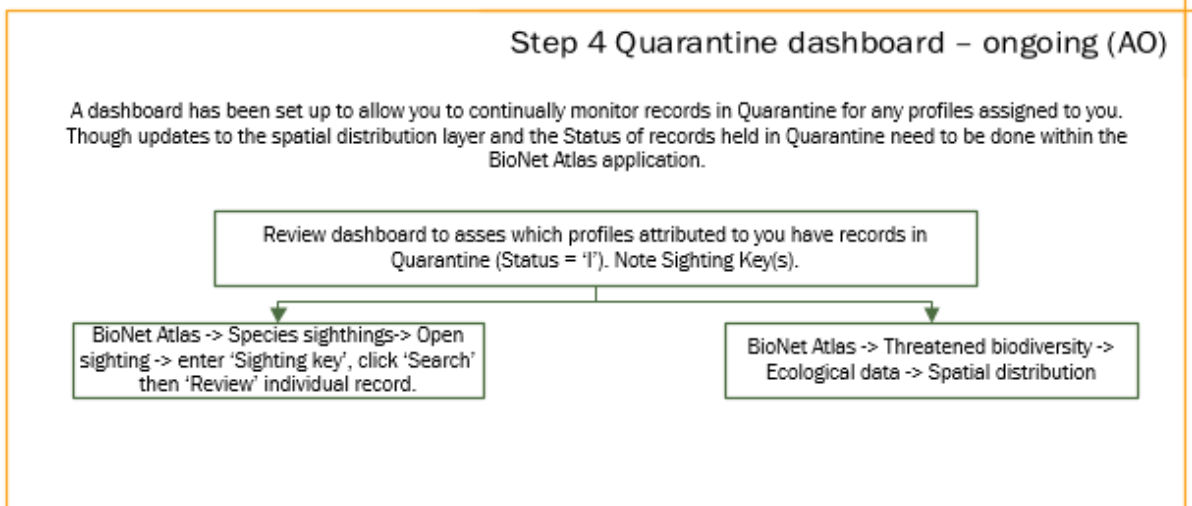 Step 4 Quarantine dashboard – ongoing (AO)
A dashboard has been set up to allow you to continually monitor records in Quarantine for any profiles assigned to you.
Though updates to the spatial distribution layer and the Status of records held in Quarantine need to be done within the
BioNet Atlas application.
Review dashboard to asses which profiles attributed to you have records in
Quarantine (Status = 'I'). Note Sighting Key(s).
BioNet Atlas -> Species sighthings-> Open
sighting -> enter 'Sighting key', click 'Search'
then 'Review' individual record.
BioNet Atlas -> Threatened biodiversity ->
Ecological data -> Spatial distribution